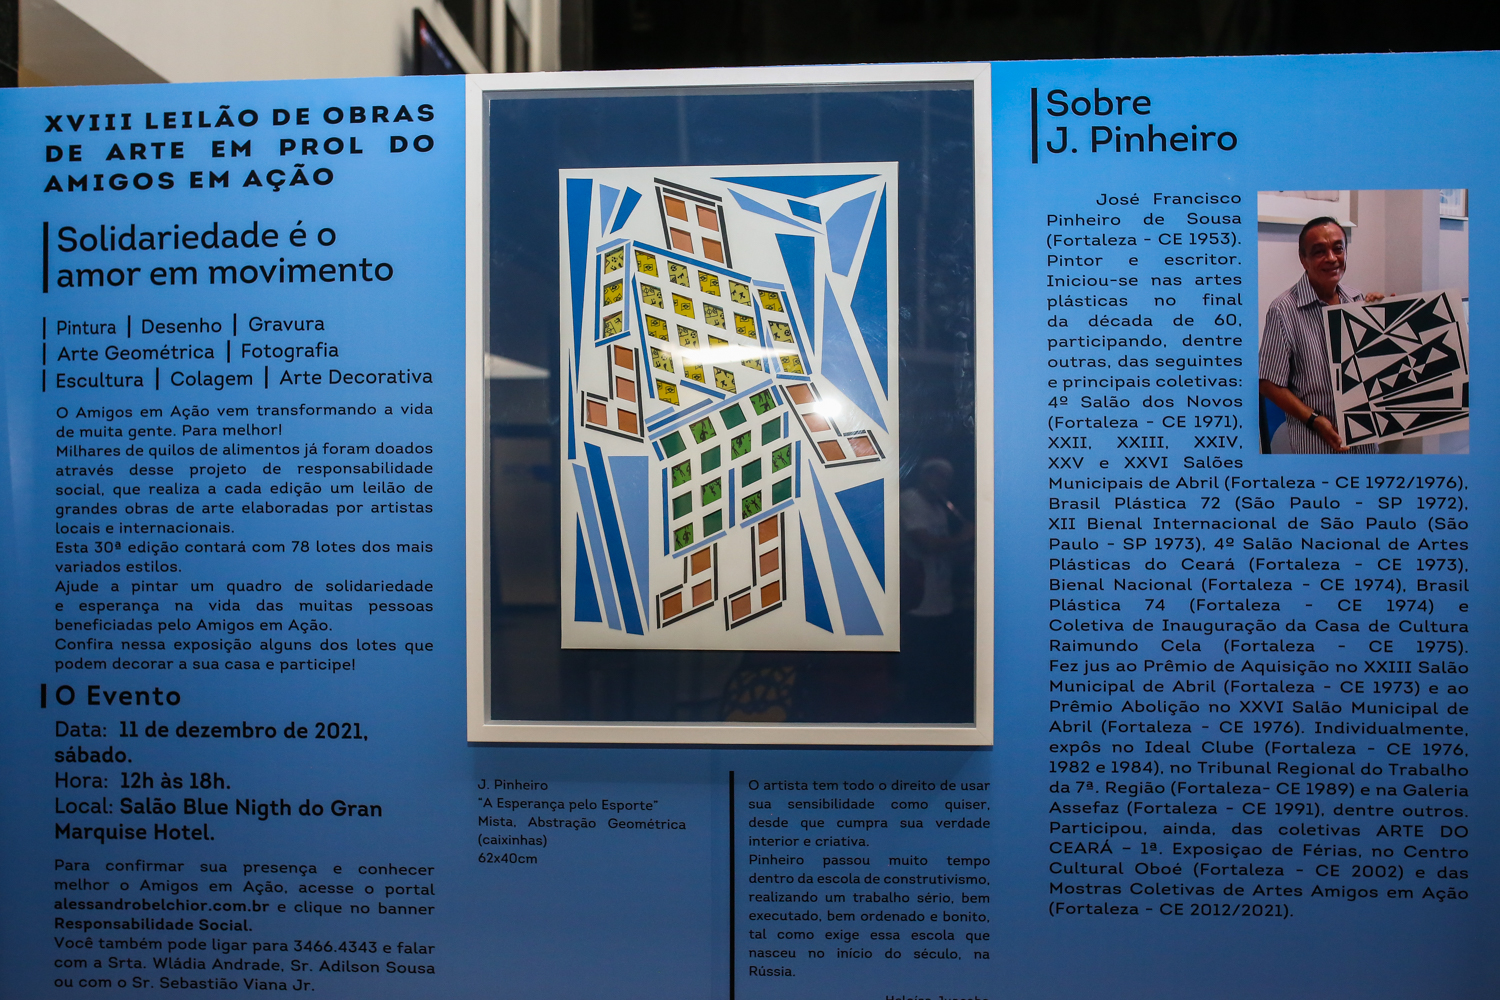 XVIII LEILÃO DE OBRAS
DE ARTE EM PROL DO
AMIGOS EM AÇÃO
Solidariedade é o
amor em movimento
| Pintura | Desenho | Gravura
| Arte Geométrica | Fotografia
| Escultura | Colagem | Arte Decorativa
O Amigos em Ação vem transformando a vida
de muita gente. Para melhor!
Milhares de quilos de alimentos já foram doados
através desse projeto de responsabilidade
social, que realiza a cada edição um leilão de
grandes obras de arte elaboradas por artistas
locais e internacionais.
Esta 30ª edição contará com 78 lotes dos mais
variados estilos.
Ajude a pintar um quadro de solidariedade
e esperança na vida das muitas pessoas
beneficiadas pelo Amigos em Ação.
Confira nessa exposição alguns dos lotes que
podem decorar a sua casa e participe!
O Evento
Data: 11 de dezembro de 2021,
sábado.
Hora: 12h às 18h.
Local: Salão Blue Nigth do Gran
Marquise Hotel.
Para confirmar sua presença e conhecer
melhor o Amigos em Ação, acesse o portal
alessandrobelchior.com.br e clique no banner
Responsabilidade Social.
Você também pode ligar para 3466.4343 e falar
com a Srta. Wládia Andrade, Sr. Adilson Sousa
ou com o Sr. Sebastião Viana Jr.
J. Pinheiro
"A Esperança pelo Esporte"
Mista, Abstração Geométrica
(caixinhas)
62x40cm
O artista tem todo o direito de usar
sua sensibilidade como quiser,
desde que cumpra sua verdade
interior e criativa.
Pinheiro passou muito tempo
dentro da escola de construtivismo,
realizando um trabalho sério, bem
executado, bem ordenado e bonito,
tal como exige essa escola que
nasceu no início do século, na
Rússia.
Sobre
J. Pinheiro
José Francisco
Pinheiro de Sousa
(Fortaleza - CE 1953).
Pintor e escritor.
Iniciou-se nas artes
plásticas no final
da década de 60,
participando, dentre
outras, das seguintes
e principais coletivas:
4º Salão dos Novos
(Fortaleza - CE 1971),
XXII, XXIII, XXIV,
XXV e XXVI Salões
Municipais de Abril (Fortaleza - CE 1972/1976),
Brasil Plástica 72 (São Paulo - SP 1972),
XII Bienal Internacional de São Paulo (São
Paulo - SP 1973), 4º Salão Nacional de Artes
Plásticas do Ceará (Fortaleza - CE 1973),
Bienal Nacional (Fortaleza - CE 1974), Brasil
Plástica 74 (Fortaleza - CE 1974) e
Coletiva de Inauguração da Casa de Cultura
Raimundo Cela (Fortaleza - CE 1975).
Fez jus ao Prêmio de Aquisição no XXIII Salão
Municipal de Abril (Fortaleza - CE 1973) e ao
Prêmio Abolição no XXVI Salão Municipal de
Abril (Fortaleza - CE 1976). Individualmente,
expôs no Ideal Clube (Fortaleza - CE 1976,
1982 e 1984), no Tribunal Regional do Trabalho
da 7ª. Região (Fortaleza- CE 1989) e na Galeria
Assefaz (Fortaleza - CE 1991), dentre outros.
Participou, ainda, das coletivas ARTE DO
CEARÁ – 1ª. Exposiçao de Férias, no Centro
Cultural Oboé (Fortaleza - CE 2002) e das
Mostras Coletivas de Artes Amigos em Ação
(Fortaleza - CE 2012/2021).